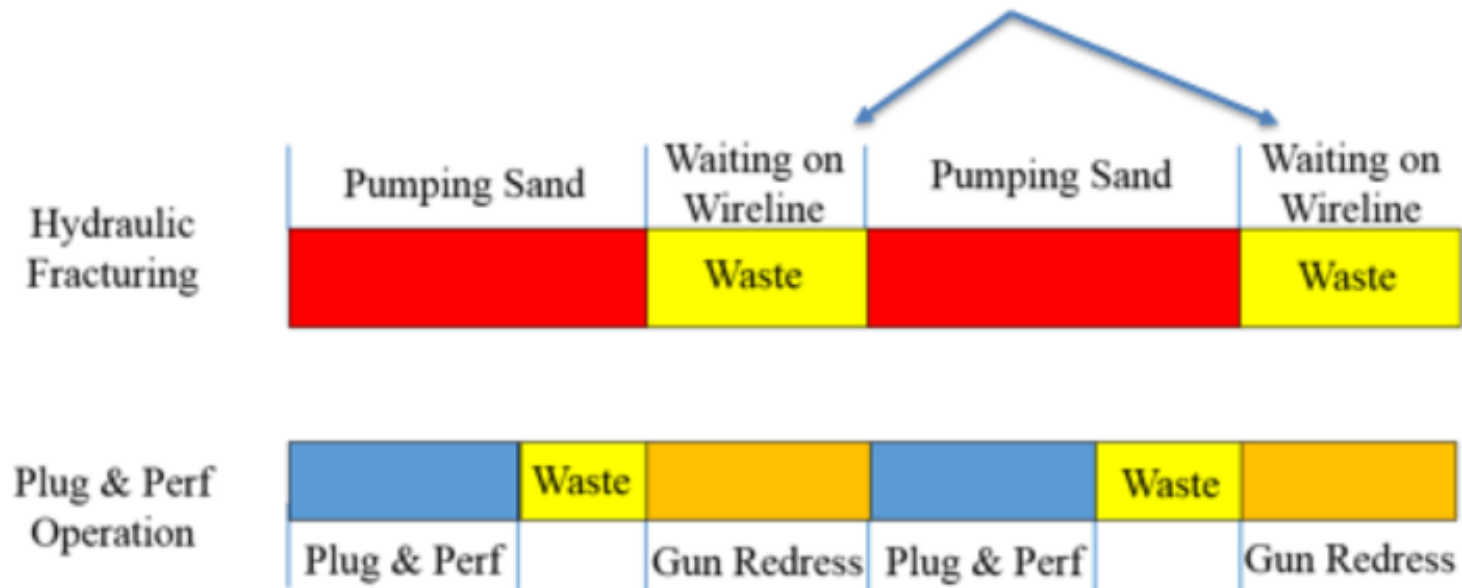 Waiting on
Wireline
Pumping Sand
Pumping Sand
Waiting on
Wireline
Hydraulic
Fracturing
Waste
Waste
Plug & Perf
Operation
Waste
Waste
Plug & Perf
Gun Redress
Plug & Perf
Gun Redress